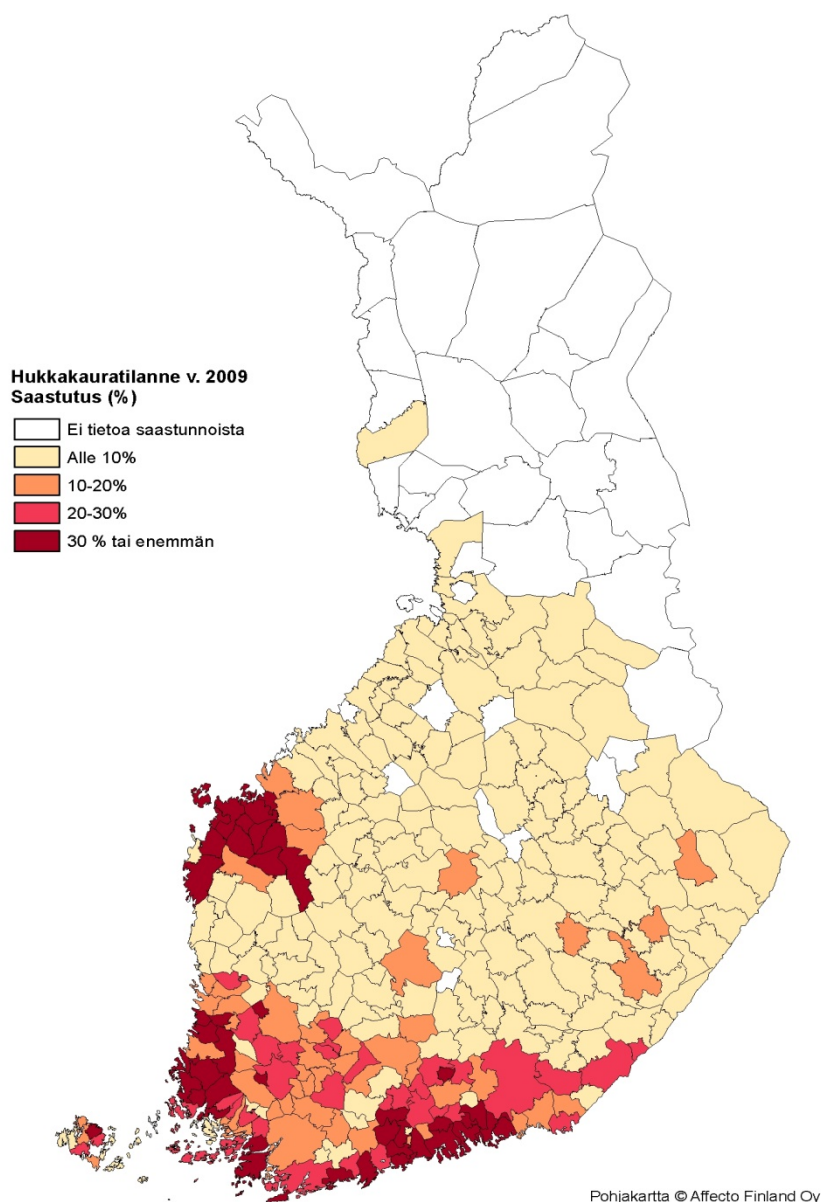 Hukkakauratilanne v. 2009
Saastutus (%)
Ei tietoa saastunnoista
Alle 10%
10-20%
20-30%
30 % tai enemmän
Pohjakartta © Affecto Finland Oy